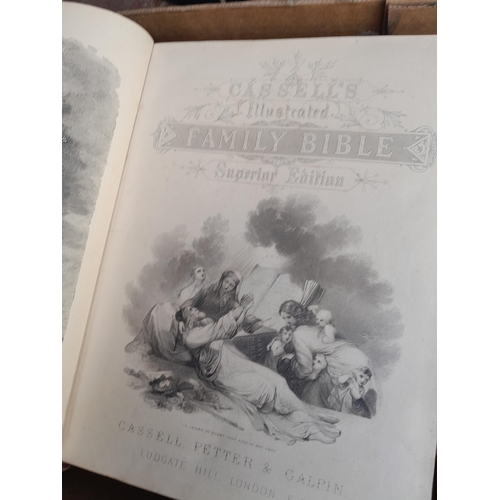 CASSELL'S
Illustrated
FAMILY BIBLE
Superior Edition
CASSELL, PETTER & GALPIN
LUDGATE HILL, LONDON, E